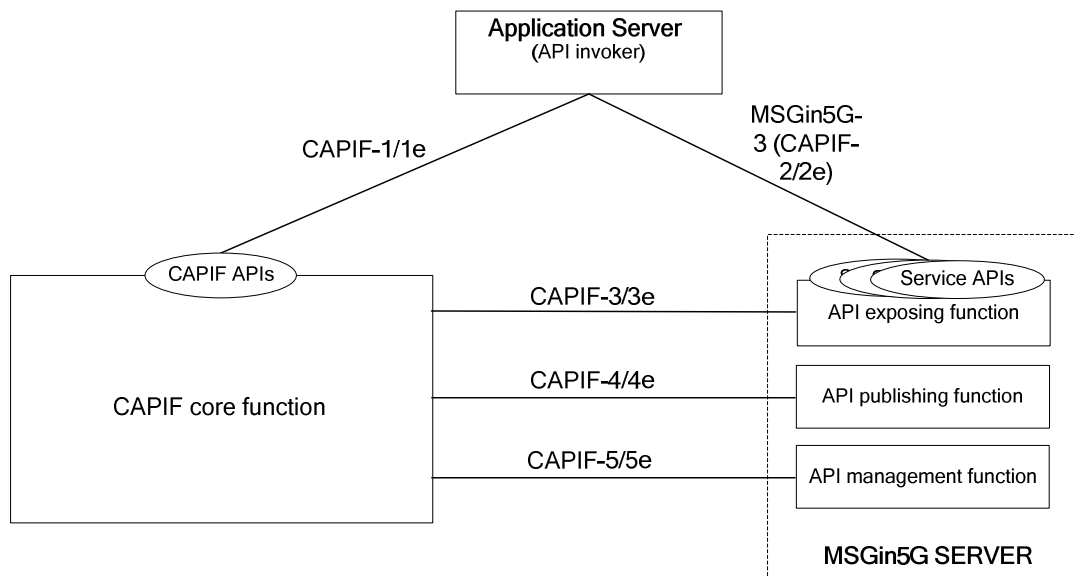 Application Server
(API invoker)
MSGin5G-
3 (CAPIF-
2/2e)
CAPIF-1/1e
CAPIF APIs
Service APIs
CAPIF-3/3e
API exposing function
CAPIF-4/4e
API publishing function
CAPIF core function
CAPIF-5/5e
API management function
MSGin5G SERVER